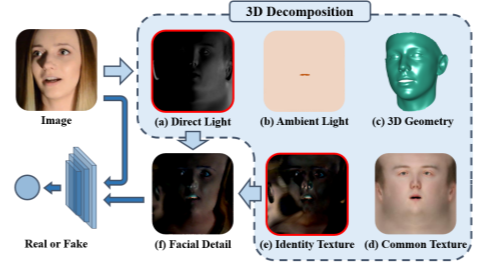 3D Decomposition
Image
(a) Direct Light
(b) Ambient Light
(c) 3D Geometry
Real or Fake
(f) Facial Detail
(e) Identity Texture
(d) Common Texture